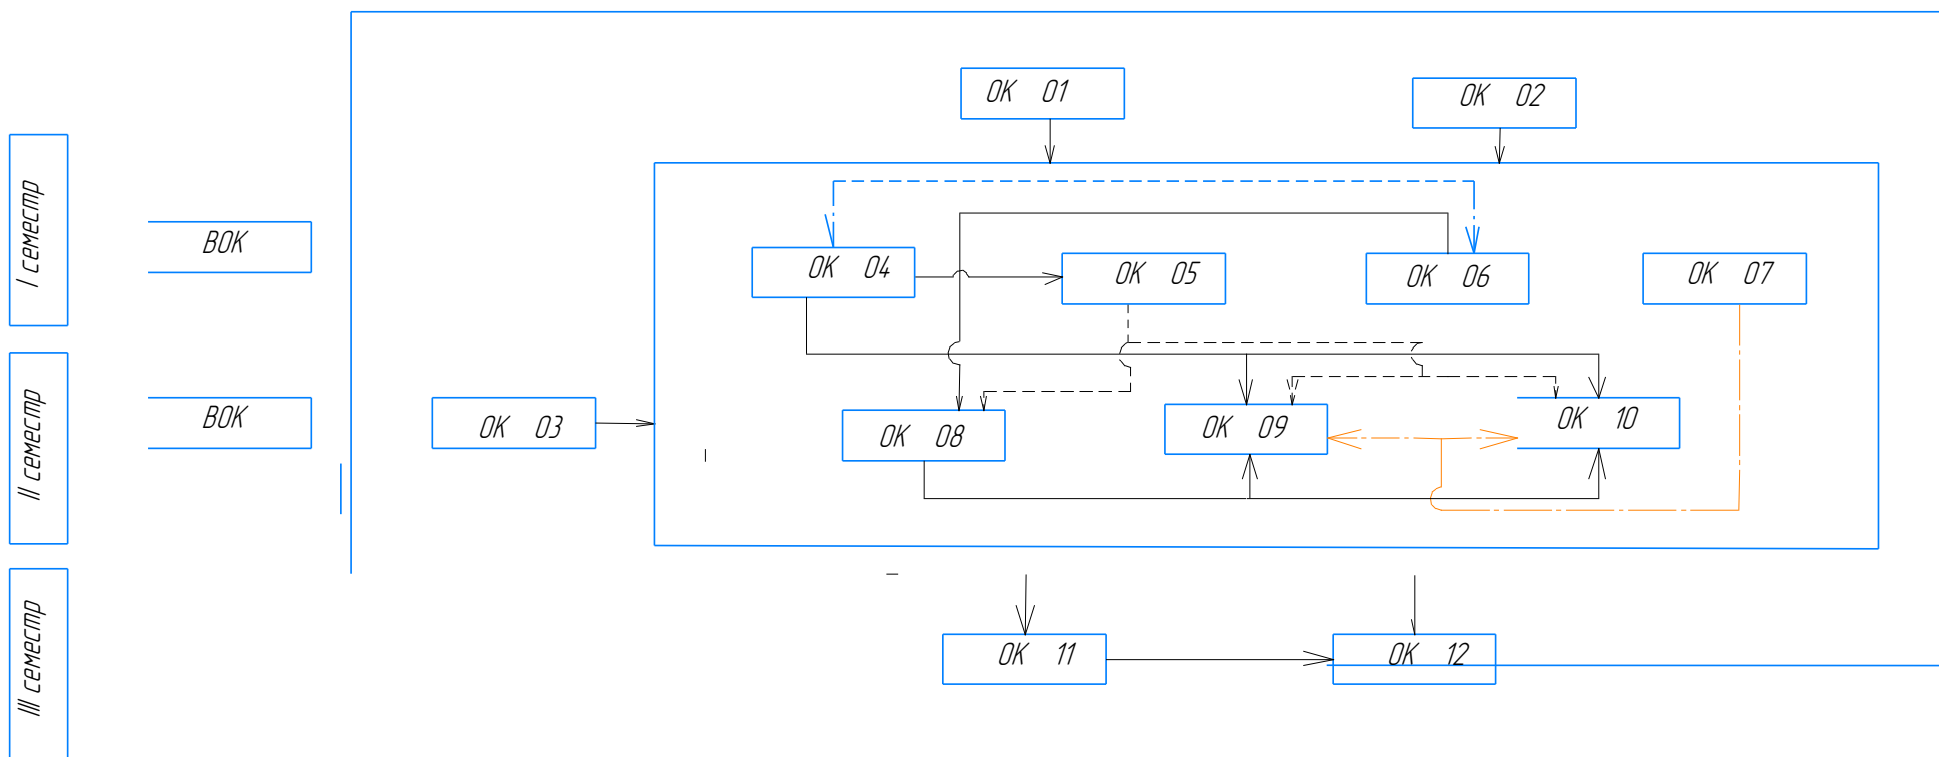 ОК 01
ОК 02
I семестр
ВОК
ОК 04
ОК 05
ОК 06
ОК 07
II семестр
ВОК
ОК 03
ОК 08
ОК 09
ОК 10
III семестр
ОК 11
ОК 12